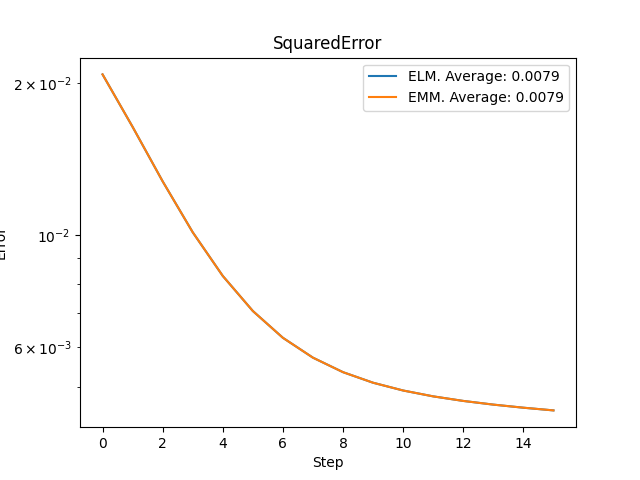 SquaredError
ELM. Average: 0.0079
EMM. Average: 0.0079
2 × 10⁻²
10⁻²
6 × 10⁻³
0 2 4 6 8 10 12 14
Step